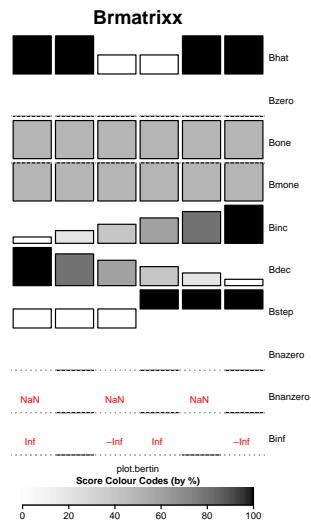 Brmatrixx
Bhat
Bzero
Bone
Bmone
Binc
Bdec
Bstep
Bnazero
NaN NaN NaN Bnanzero
Inf −Inf Inf −Inf Binf
plot.bertin
Score Colour Codes (by %)
0 20 40 60 80 100